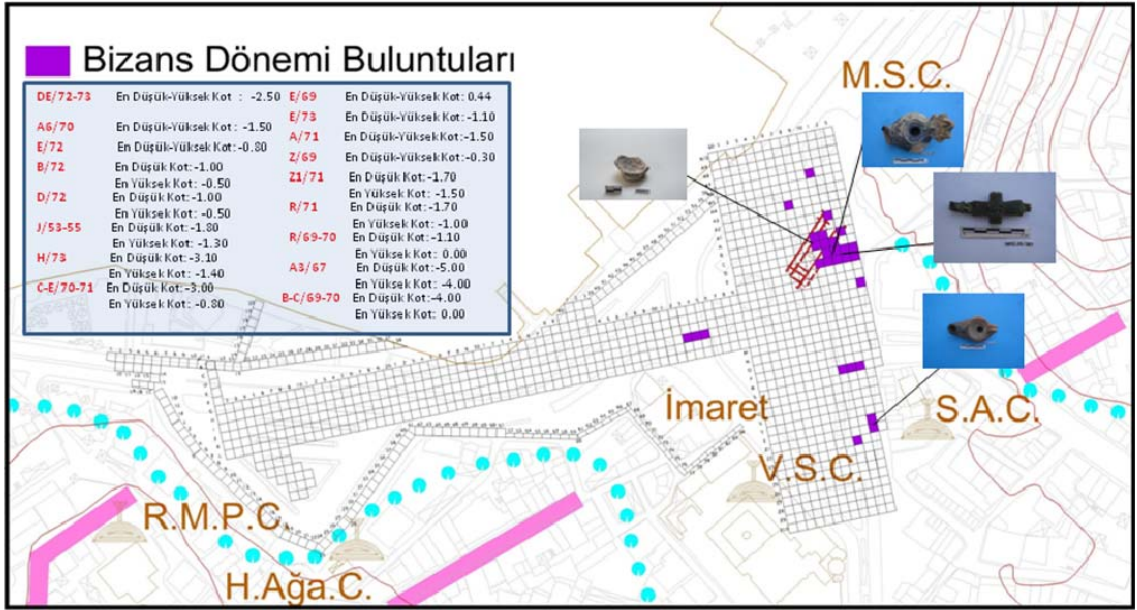 Bizans Dönemi Buluntuları
DE/72-73 En Düşük-Yüksek Kot : -2.50
A6/70 En Düşük-Yüksek Kot: -1.50
E/72 En Düşük-Yüksek Kot: -0.80
B/72 En Düşük Kot: -1.00
En Yüksek Kot: -0.50
D/72 En Düşük Kot: -1.00
En Yüksek Kot: -0.50
J/53-55 En Düşük Kot: -1.80
En Yüksek Kot: -1.30
H/73 En Düşük Kot: -3.10
En Yüksek Kot: -1.40
C-E/70-71 En Düşük Kot: -3.00
En Yüksek Kot: -0.80
E/69 En Düşük-Yüksek Kot: 0.44
E/73 En Düşük-Yüksek Kot: -1.10
A/71 En Düşük-Yüksek Kot: -1.50
Z/69 En Düşük-Yüksek Kot: -0.30
Z1/71 En Düşük Kot: -1.70
En Yüksek Kot: -1.50
R/71 En Düşük Kot: -1.70
En Yüksek Kot: -1.00
R/69-70 En Düşük Kot: -1.10
En Yüksek Kot: 0.00
A3/67 En Düşük Kot: -5.00
En Yüksek Kot: -4.00
B-C/69-70 En Düşük Kot: -4.00
En Yüksek Kot: 0.00
M.S.C.
İmaret
S.A.C.
V.S.C.
R.M.P.C.
H.Ağa.C.